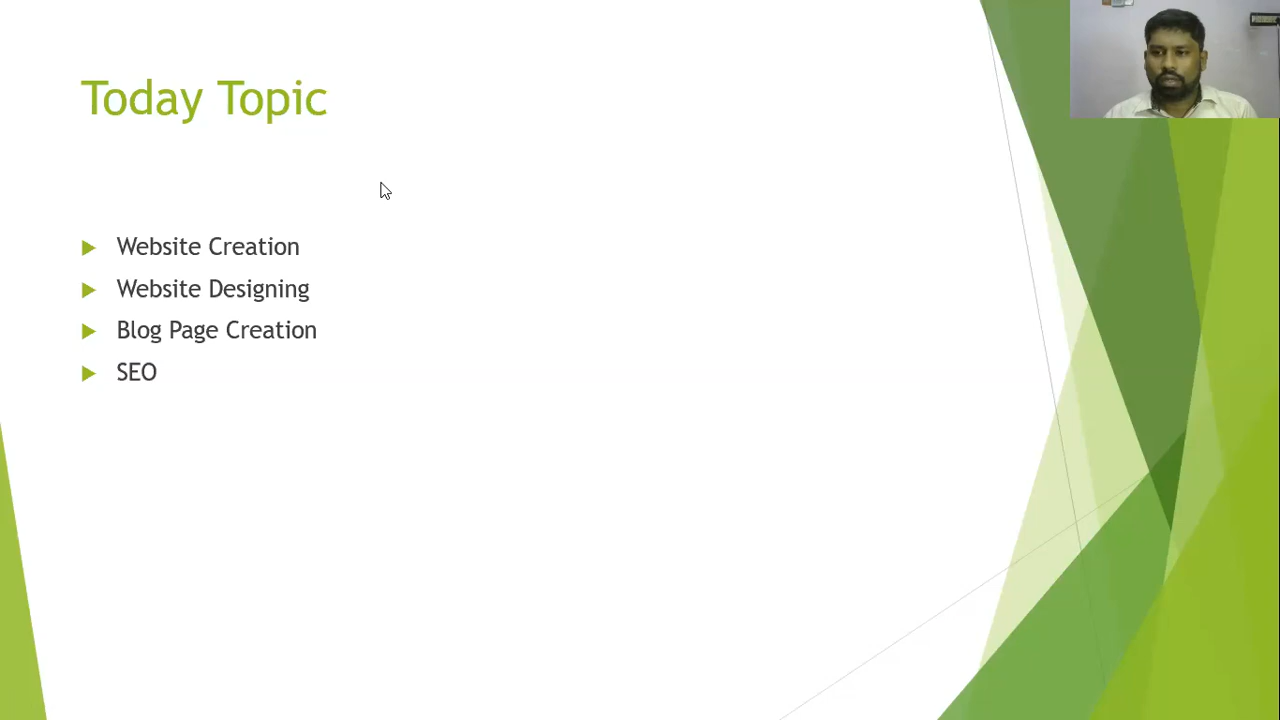 Today Topic
Website Creation
Website Designing
Blog Page Creation
SEO